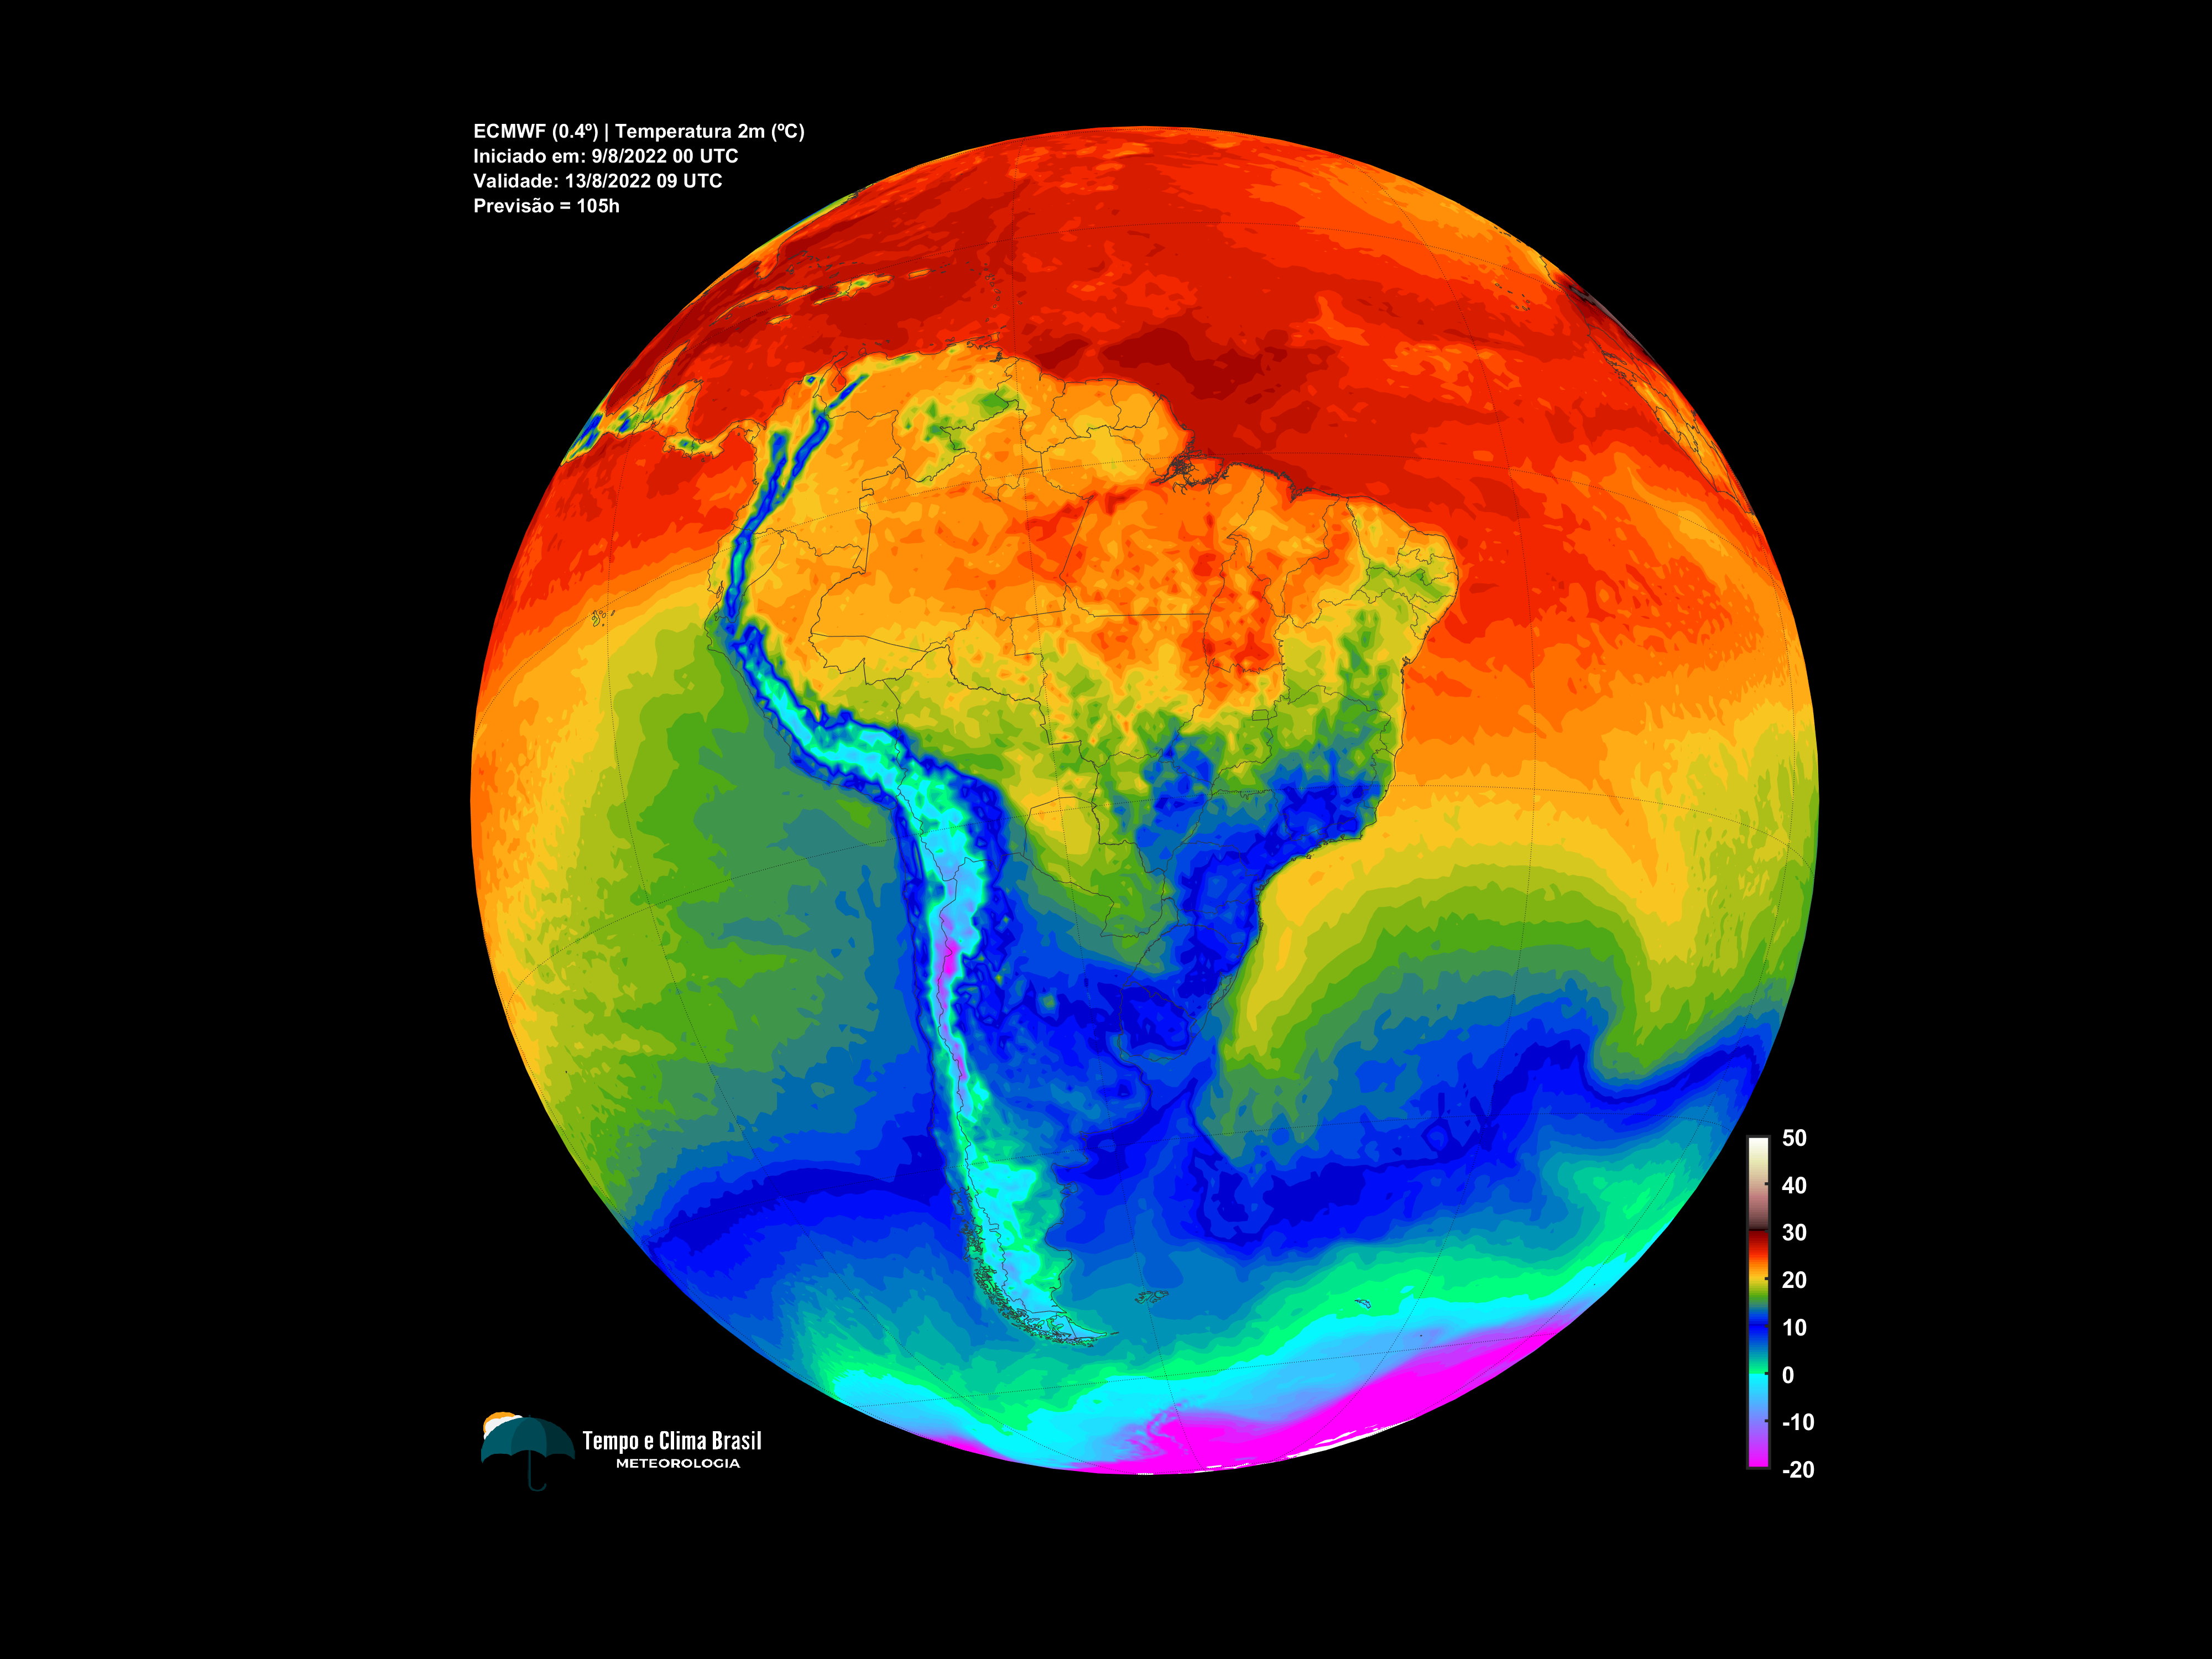 ECMWF (0.4º) | Temperatura 2m (ºC)
Iniciado em: 9/8/2022 00 UTC
Validade: 13/8/2022 09 UTC
Previsão = 105h
50
40
30
20
10
0
-10
-20
Tempo e Clima Brasil
METEOROLOGIA